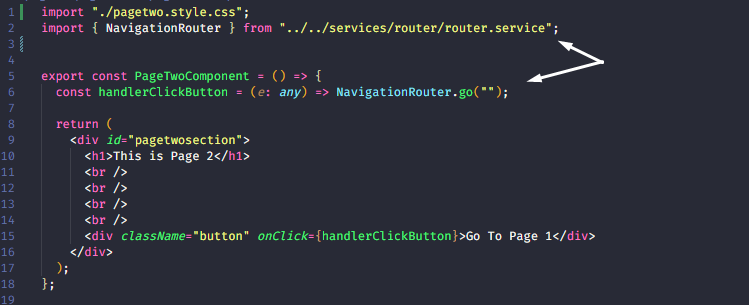 1 import "./pagetwo.style.css";
2 import { NavigationRouter } from "../../services/router/router.service";
3
4
5 export const PageTwoComponent = () => {
6   const handlerClickButton = (e: any) => NavigationRouter.go("");
7
8   return (
9     <div id="pagetwosection">
10       <h1>This is Page 2</h1>
11       <br />
12       <br />
13       <br />
14       <br />
15       <div className="button" onClick={handlerClickButton}>Go To Page 1</div>
16     </div>
17   );
18 };
19